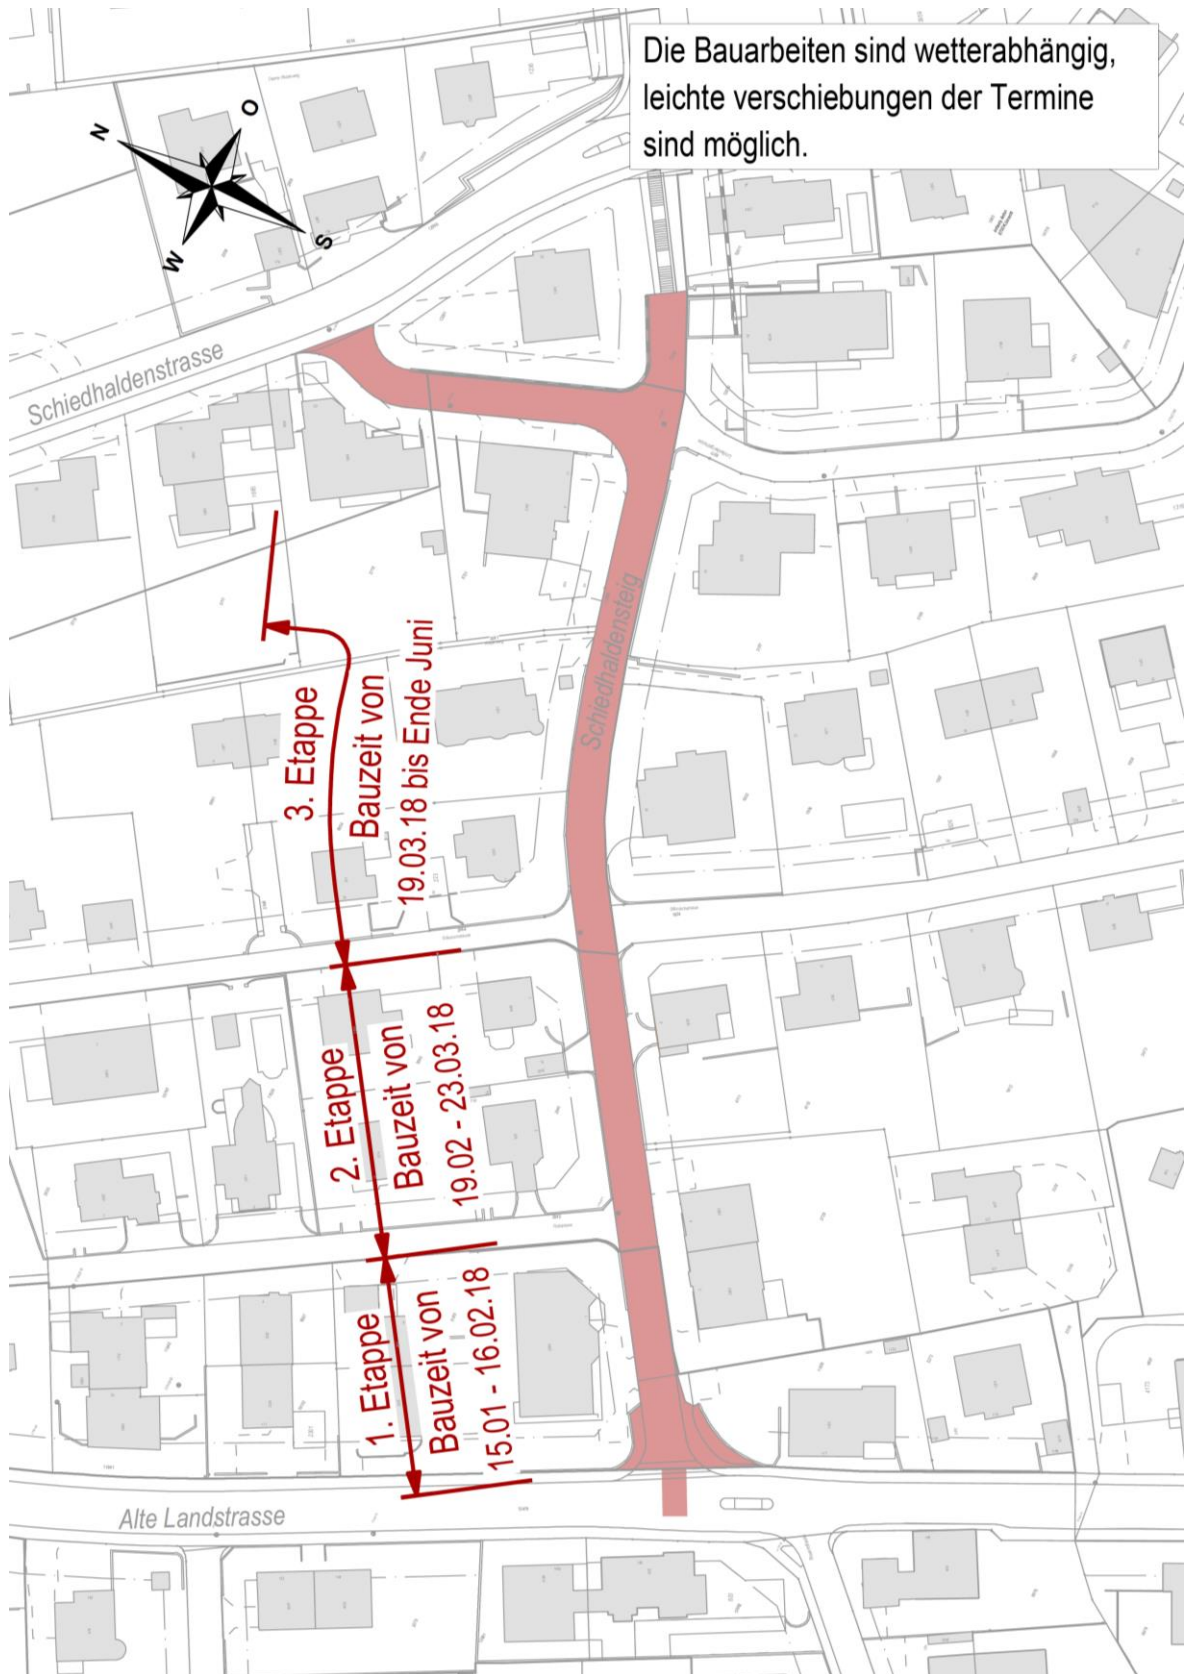 Die Bauarbeiten sind wetterabhängig,
leichte verschiebungen der Termine
sind möglich.
N
O
W
S
Schiedhaldenstrasse
Schiedhaldensteig
3. Etappe
Bauzeit von
19.03.18 bis Ende Juni
2. Etappe
Bauzeit von
19.02 - 23.03.18
1. Etappe
Bauzeit von
15.01 - 16.02.18
Alte Landstrasse